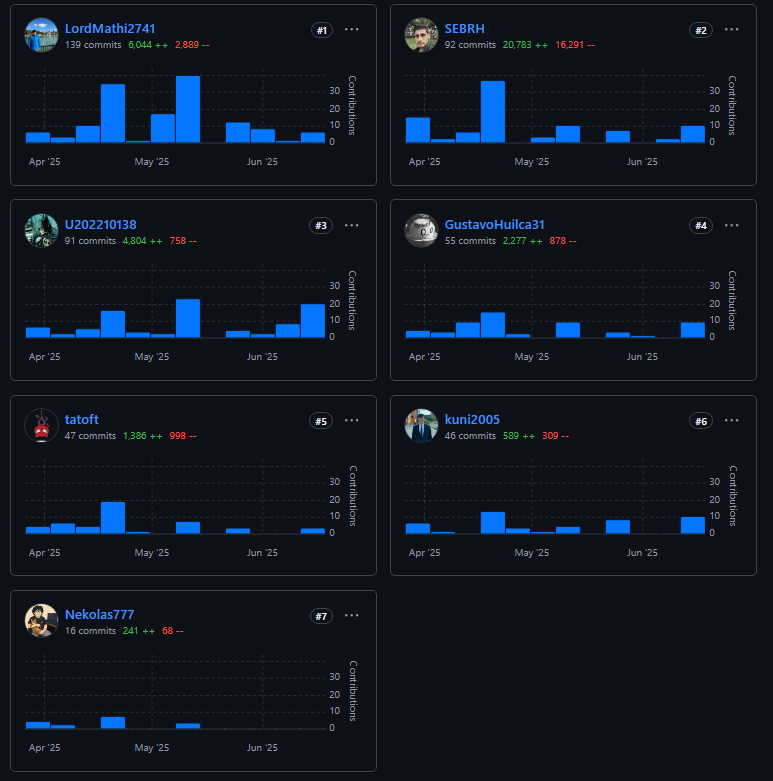 LordMathi2741 #1 ···
139 commits 6,044 ++ 2,889 --
Contributions
30
20
10
0
Apr '25 May '25 Jun '25
SEBRH #2 ···
92 commits 20,783 ++ 16,291 --
Contributions
30
20
10
0
Apr '25 May '25 Jun '25
U202210138 #3 ···
91 commits 4,804 ++ 758 --
Contributions
30
20
10
0
Apr '25 May '25 Jun '25
GustavoHuilca31 #4 ···
55 commits 2,277 ++ 878 --
Contributions
30
20
10
0
Apr '25 May '25 Jun '25
tatoft #5 ···
47 commits 1,386 ++ 998 --
Contributions
30
20
10
0
Apr '25 May '25 Jun '25
kuni2005 #6 ···
46 commits 589 ++ 309 --
Contributions
30
20
10
0
Apr '25 May '25 Jun '25
Nekolas777 #7 ···
16 commits 241 ++ 68 --
Contributions
30
20
10
0
Apr '25 May '25 Jun '25